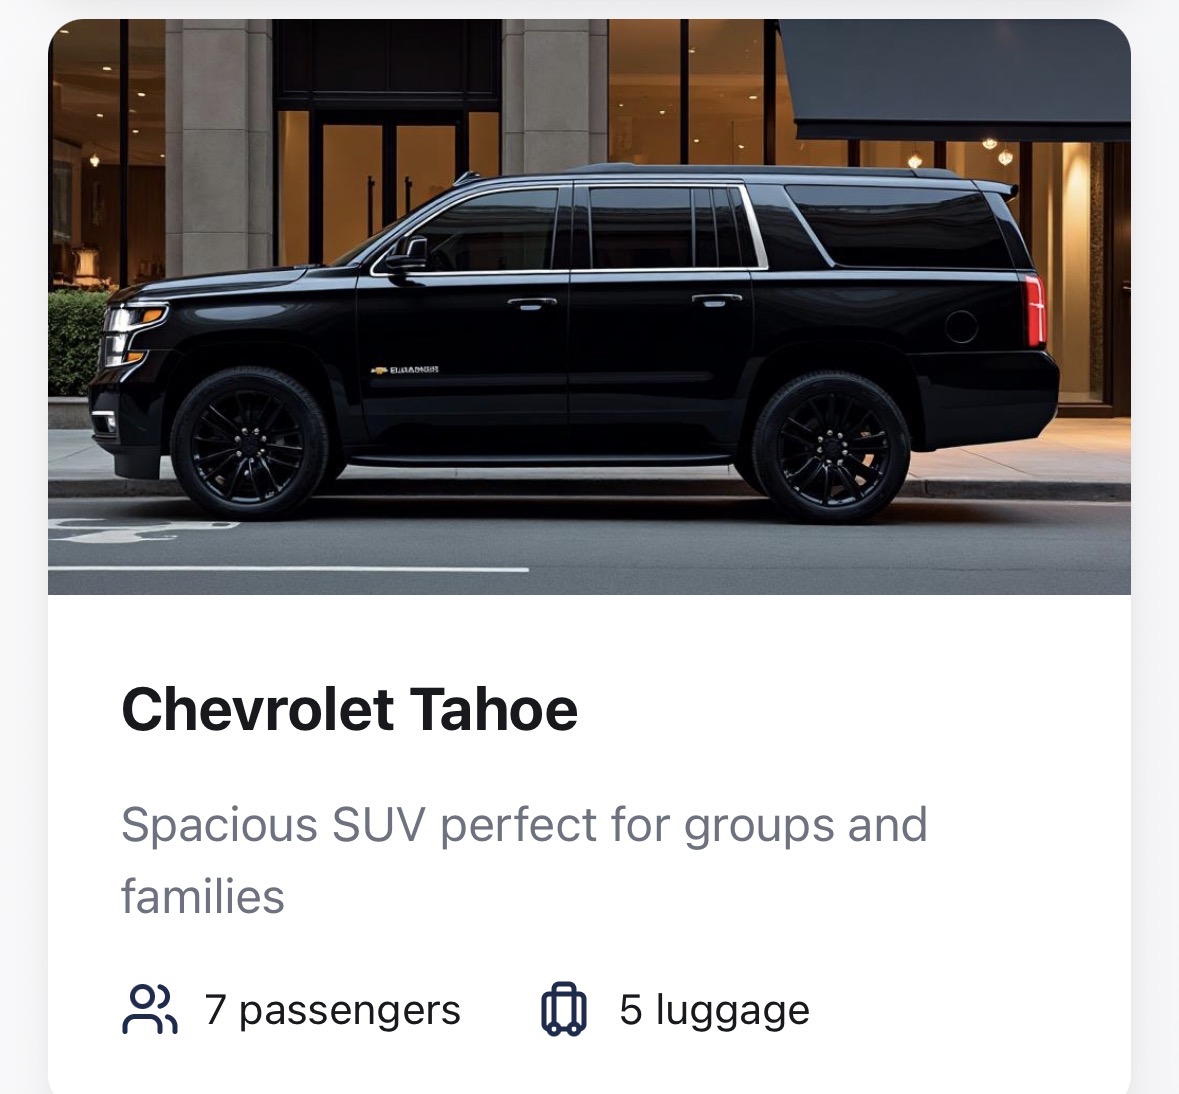 Chevrolet Tahoe
Spacious SUV perfect for groups and
families
7 passengers
5 luggage